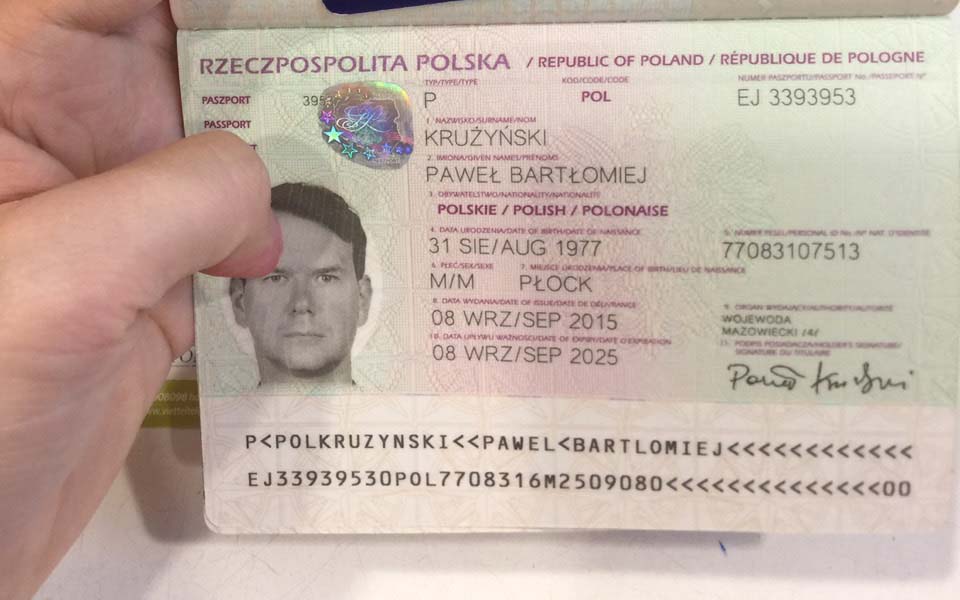 RZECZPOSPOLITA POLSKA / REPUBLIC OF POLAND / RÉPUBLIQUE DE POLOGNE
TYP/TYPE/TYPE KOD/CODE/CODE NUMER PASZPORTU/PASSPORT No./PASSEPORT Nº
PASZPORT P POL EJ 3393953
PASSPORT
1. NAZWISKO/SURNAME/NOM
KRUŻYŃSKI
2. IMIONA/GIVEN NAMES/PRÉNOMS
PAWEŁ BARTŁOMIEJ
3. OBYWATELSTWO/NATIONALITY/NATIONALITÉ
POLSKIE / POLISH / POLONAISE
4. DATA URODZENIA/DATE OF BIRTH/DATE DE NAISSANCE 5. NUMER PESEL/PERSONAL ID No./Nº NAT. D'IDENTITÉ
31 SIE/AUG 1977 77083107513
6. PŁEĆ/SEX/SEXE 7. MIEJSCE URODZENIA/PLACE OF BIRTH/LIEU DE NAISSANCE
M/M PŁOCK
8. DATA WYDANIA/DATE OF ISSUE/DATE DE DÉLIVRANCE 9. ORGAN WYDAJĄCY/AUTHORITY/AUTORITÉ
08 WRZ/SEP 2015 WOJEWODA
MAZOWIECKI /4/
10. DATA UPŁYWU WAŻNOŚCI/DATE OF EXPIRY/DATE D'EXPIRATION 11. PODPIS POSIADACZA/HOLDER'S SIGNATURE/
SIGNATURE DU TITULAIRE
08 WRZ/SEP 2025
P<POLKRUZYNSKI<<PAWEL<BARTLOMIEJ<<<<<<<<<<<<
EJ33939530POL7708316M2509080<<<<<<<<<<<<<<00